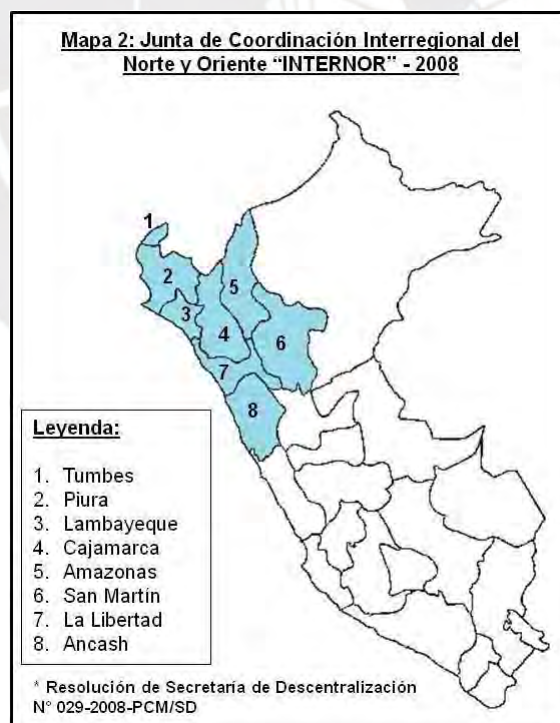 Mapa 2: Junta de Coordinación Interregional del
Norte y Oriente “INTERNOR” - 2008
1
2
3
4
5
6
7
8
Leyenda:
1. Tumbes
2. Piura
3. Lambayeque
4. Cajamarca
5. Amazonas
6. San Martín
7. La Libertad
8. Ancash
* Resolución de Secretaría de Descentralización
N° 029-2008-PCM/SD